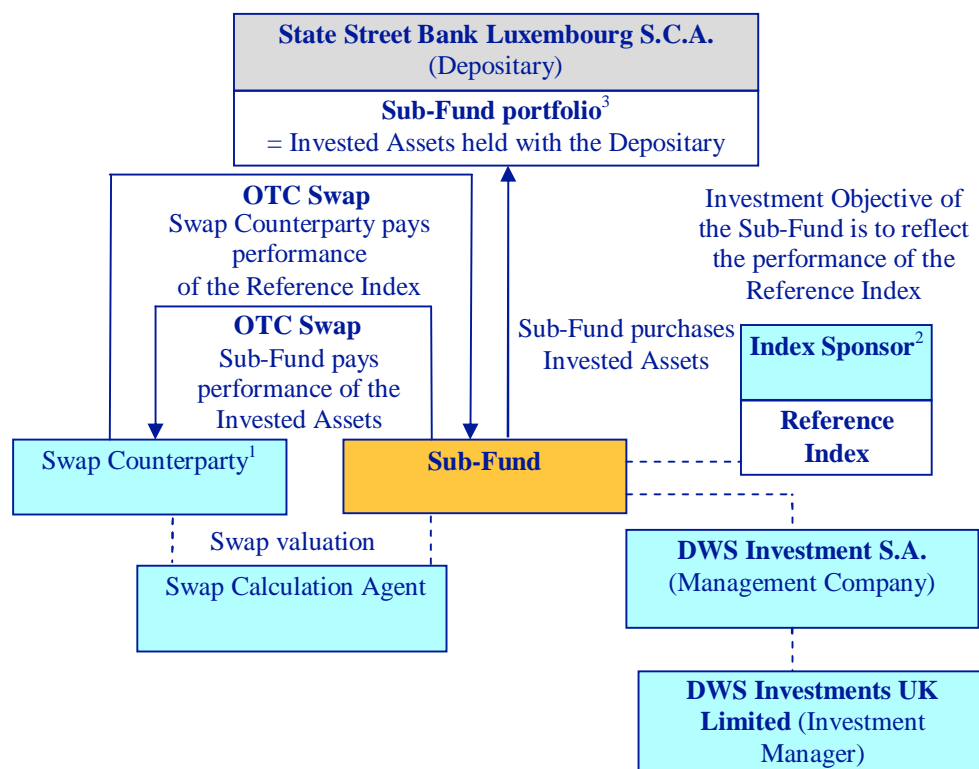 State Street Bank Luxembourg S.C.A.
(Depositary)
Sub-Fund portfolio³
= Invested Assets held with the Depositary
OTC Swap
Swap Counterparty pays
performance
of the Reference Index
OTC Swap
Sub-Fund pays
performance of the
Invested Assets
Sub-Fund purchases
Invested Assets
Investment Objective of
the Sub-Fund is to reflect
the performance of the
Reference Index
Index Sponsor²
Reference
Index
Swap Counterparty¹
Sub-Fund
Swap valuation
Swap Calculation Agent
DWS Investment S.A.
(Management Company)
DWS Investments UK
Limited (Investment
Manager)